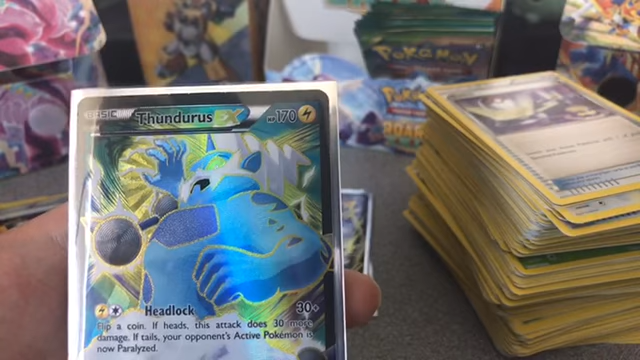 BASIC Thundurus EX HP170
Headlock 30+
Flip a coin. If heads, this attack does 30 more
damage. If tails, your opponent's Active Pokémon is
now Paralyzed.
Pokémon
Pokémon